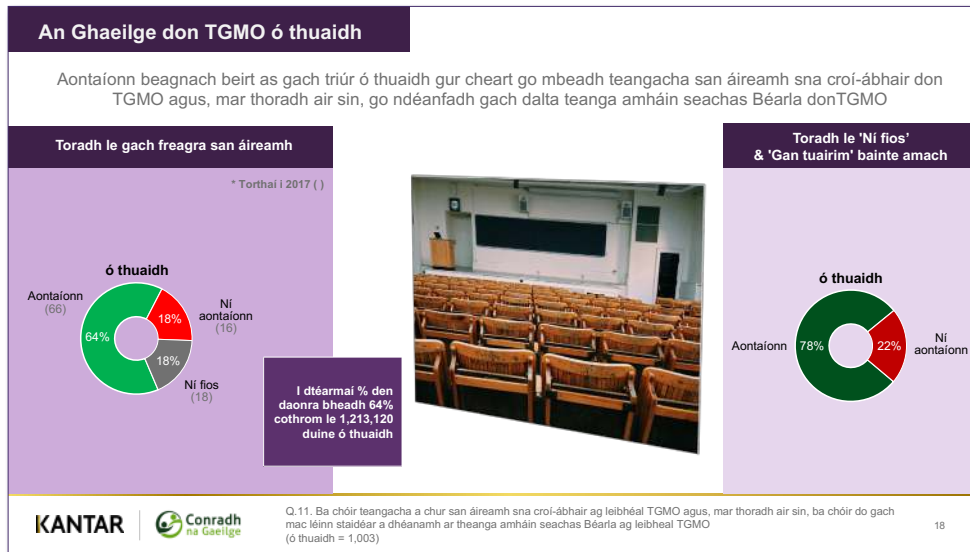 An Ghaeilge don TGMO ó thuaidh
Aontaíonn beagnach beirt as gach triúr ó thuaidh gur cheart go mbeadh teangacha san áireamh sna croí-ábhair don
TGMO agus, mar thoradh air sin, go ndéanfadh gach dalta teanga amháin seachas Béarla donTGMO
Toradh le gach freagra san áireamh
* Torthaí i 2017 ( )
ó thuaidh
Aontaíonn
(66)
64%
18%
Ní
aontaíonn
(16)
18%
Ní fios
(18)
I dtéarmaí % den
daonra bheadh 64%
cothrom le 1,213,120
duine ó thuaidh
Toradh le 'Ní fios’
& 'Gan tuairim' bainte amach
ó thuaidh
Aontaíonn
78%
22%
Ní
aontaíonn
KANTAR
Conradh
na Gaeilge
Q.11. Ba chóir teangacha a chur san áireamh sna croí-ábhair ag leibhéal TGMO agus, mar thoradh air sin, ba chóir do gach
mac léinn staidéar a dhéanamh ar theanga amháin seachas Béarla ag leibheal TGMO
(ó thuaidh = 1,003)
18